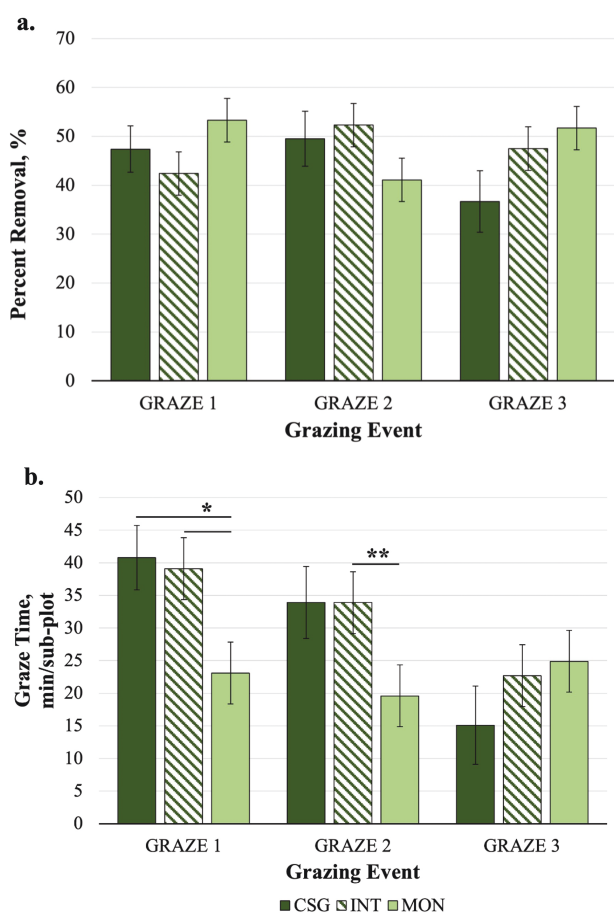 a.
70
60
50
40
30
20
10
0
Percent Removal, %
GRAZE 1 GRAZE 2 GRAZE 3
Grazing Event
b.
50
45
40
35
30
25
20
15
10
5
0
Graze Time,
min/sub-plot
*
**
GRAZE 1 GRAZE 2 GRAZE 3
Grazing Event
CSG INT MON